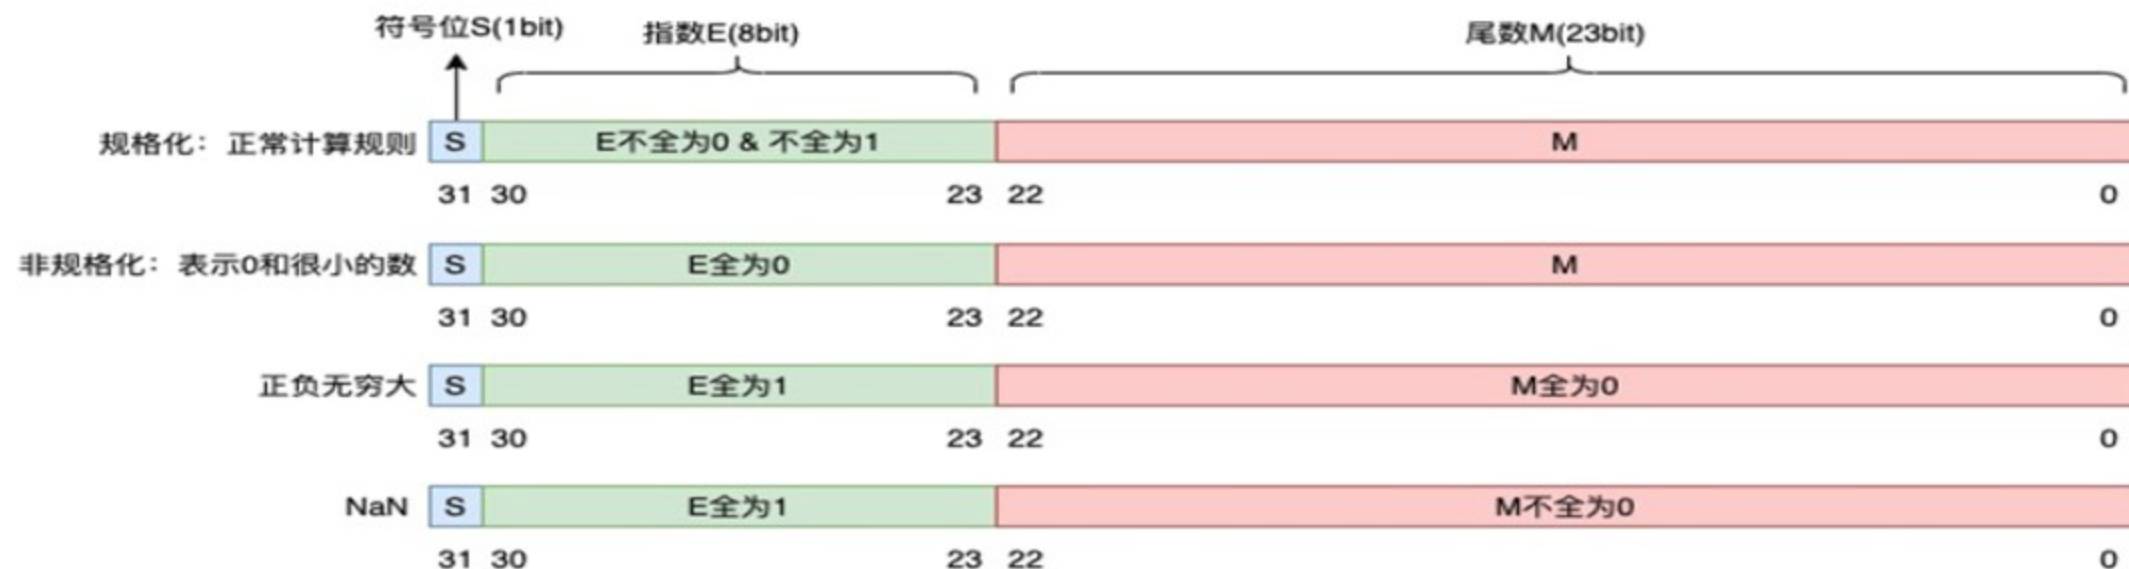 符号位S(1bit) 指数E(8bit) 尾数M(23bit)
规格化：正常计算规则 S E不全为0 & 不全为1 M
31 30 23 22 0
非规格化：表示0和很小的数 S E全为0 M
31 30 23 22 0
正负无穷大 S E全为1 M全为0
31 30 23 22 0
NaN S E全为1 M不全为0
31 30 23 22 0